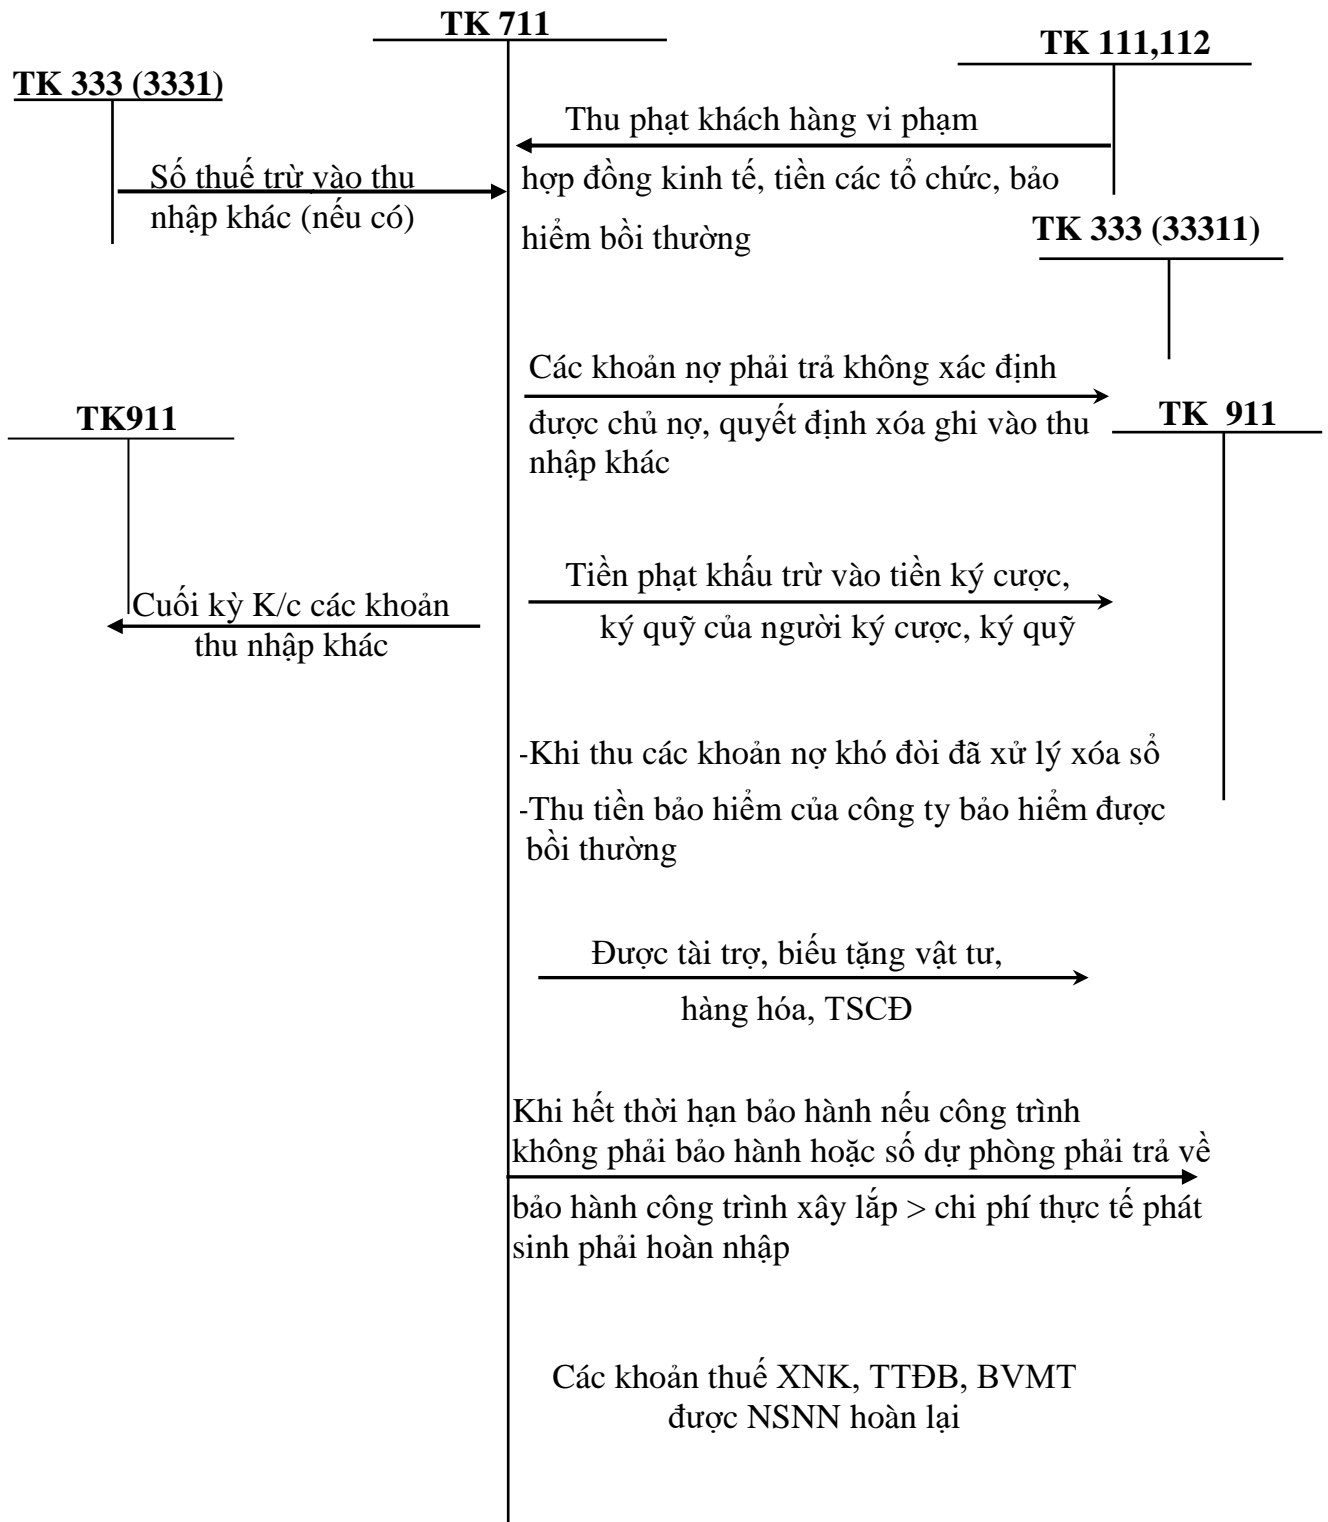 TK 711
TK 111,112
TK 333 (3331)
Thu phạt khách hàng vi phạm
Số thuế trừ vào thu
nhập khác (nếu có)
hợp đồng kinh tế, tiền các tổ chức, bảo
hiểm bồi thường
TK 333 (33311)
Các khoản nợ phải trả không xác định
được chủ nợ, quyết định xóa ghi vào thu
nhập khác
TK911
TK 911
Tiền phạt khấu trừ vào tiền ký cược,
ký quỹ của người ký cược, ký quỹ
Cuối kỳ K/c các khoản
thu nhập khác
-Khi thu các khoản nợ khó đòi đã xử lý xóa sổ
-Thu tiền bảo hiểm của công ty bảo hiểm được
bồi thường
Được tài trợ, biếu tặng vật tư,
hàng hóa, TSCĐ
Khi hết thời hạn bảo hành nếu công trình
không phải bảo hành hoặc số dự phòng phải trả về
bảo hành công trình xây lắp > chi phí thực tế phát
sinh phải hoàn nhập
Các khoản thuế XNK, TTĐB, BVMT
được NSNN hoàn lại